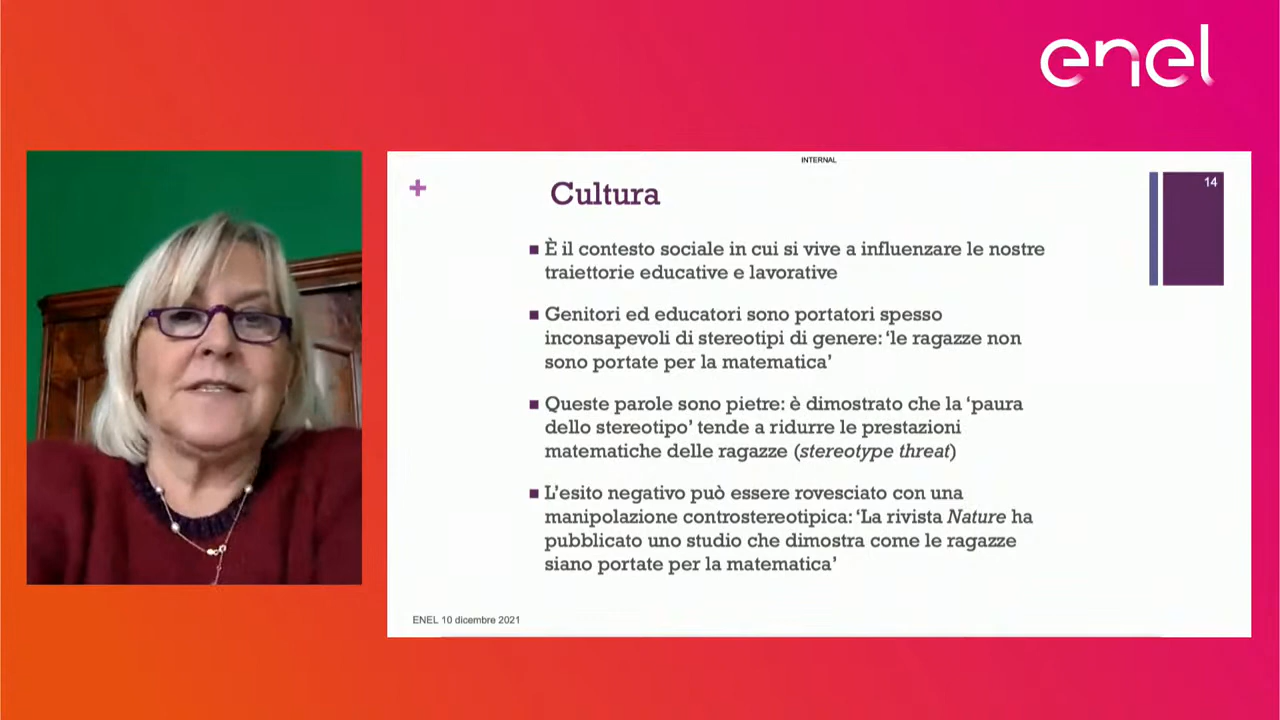 enel
INTERNAL
+ Cultura
14
■ È il contesto sociale in cui si vive a influenzare le nostre
traiettorie educative e lavorative
■ Genitori ed educatori sono portatori spesso
inconsapevoli di stereotipi di genere: ‘le ragazze non
sono portate per la matematica’
■ Queste parole sono pietre: è dimostrato che la ‘paura
dello stereotipo’ tende a ridurre le prestazioni
matematiche delle ragazze (stereotype threat)
■ L’esito negativo può essere rovesciato con una
manipolazione controstereotipica: ‘La rivista Nature ha
pubblicato uno studio che dimostra come le ragazze
siano portate per la matematica’
ENEL 10 dicembre 2021